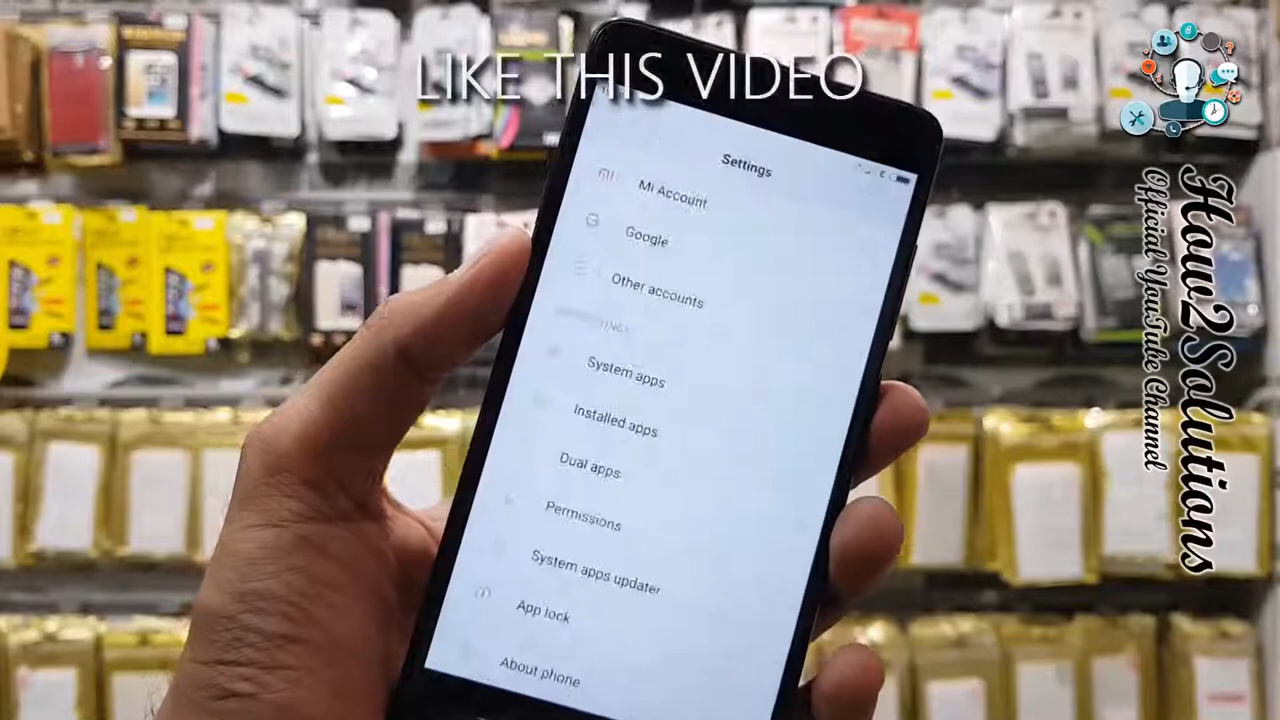 LIKE THIS VIDEO
Settings
Mi Account
Google
Other accounts
System apps
Installed apps
Dual apps
Permissions
System apps updater
App lock
About phone
How2Solutions
Official YouTube Channel